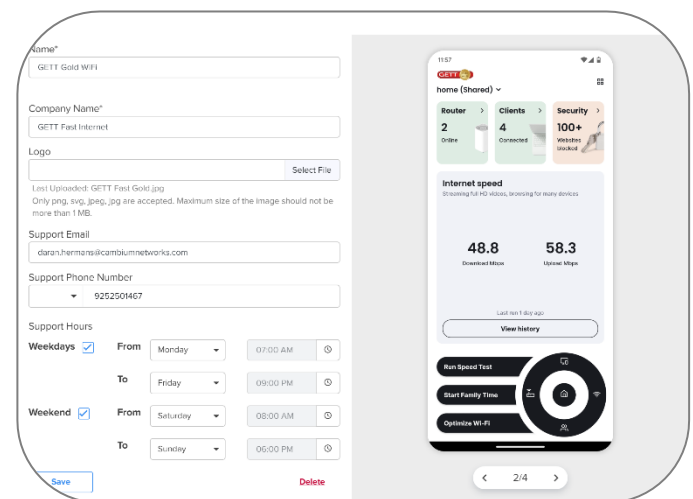 Name*
GETT Gold WiFi
Company Name*
GETT Fast Internet
Logo
Select File
Last Uploaded: GETT Fast Gold.jpg
Only png, svg, jpeg, jpg are accepted. Maximum size of the image should not be
more than 1 MB.
Support Email
daran.hermans@cambiumnetworks.com
Support Phone Number
9252501467
Support Hours
Weekdays From Monday 07:00 AM
To Friday 09:00 PM
Weekend From Saturday 08:00 AM
To Sunday 06:00 PM
Save Delete
11:57
GETT
home (Shared)
Router > Clients > Security >
2 4 100+
Online Connected Websites
blocked
Internet speed
Streaming full HD videos, browsing for many devices
48.8 58.3
Download Mbps Upload Mbps
Last run 1 day ago
View history
Run Speed Test
Start Family Time
Optimize Wi-Fi
< 2/4 >